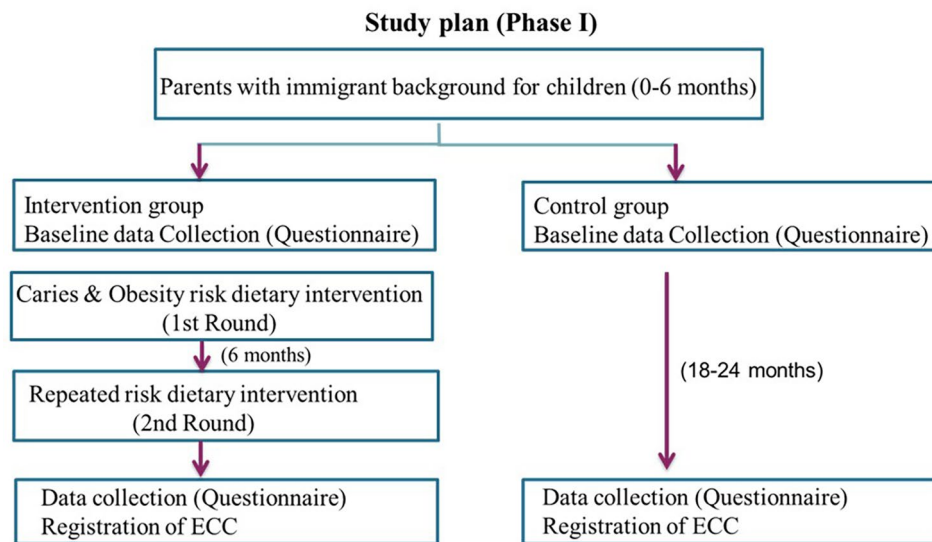 Study plan (Phase I)
Parents with immigrant background for children (0-6 months)
Intervention group
Baseline data Collection (Questionnaire)
Control group
Baseline data Collection (Questionnaire)
Caries & Obesity risk dietary intervention
(1st Round)
(6 months)
(18-24 months)
Repeated risk dietary intervention
(2nd Round)
Data collection (Questionnaire)
Registration of ECC
Data collection (Questionnaire)
Registration of ECC